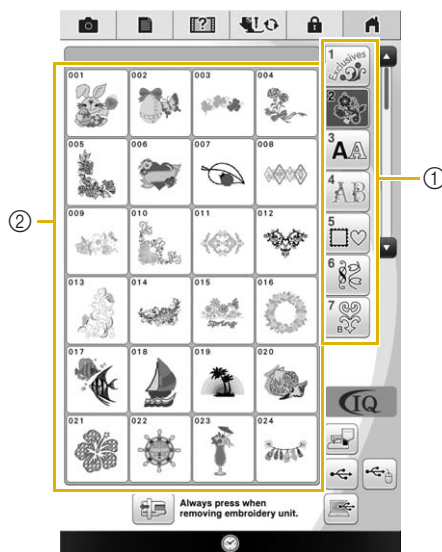 1
Exclusives
001 002 003 004
2
3
AA
005 006 007 008
4
AB
①
②
5
009 010 011 012
6
013 014 015 016
Spring
7
B
017 018 019 020
IQ
021 022 023 024
Always press when
removing embroidery unit.